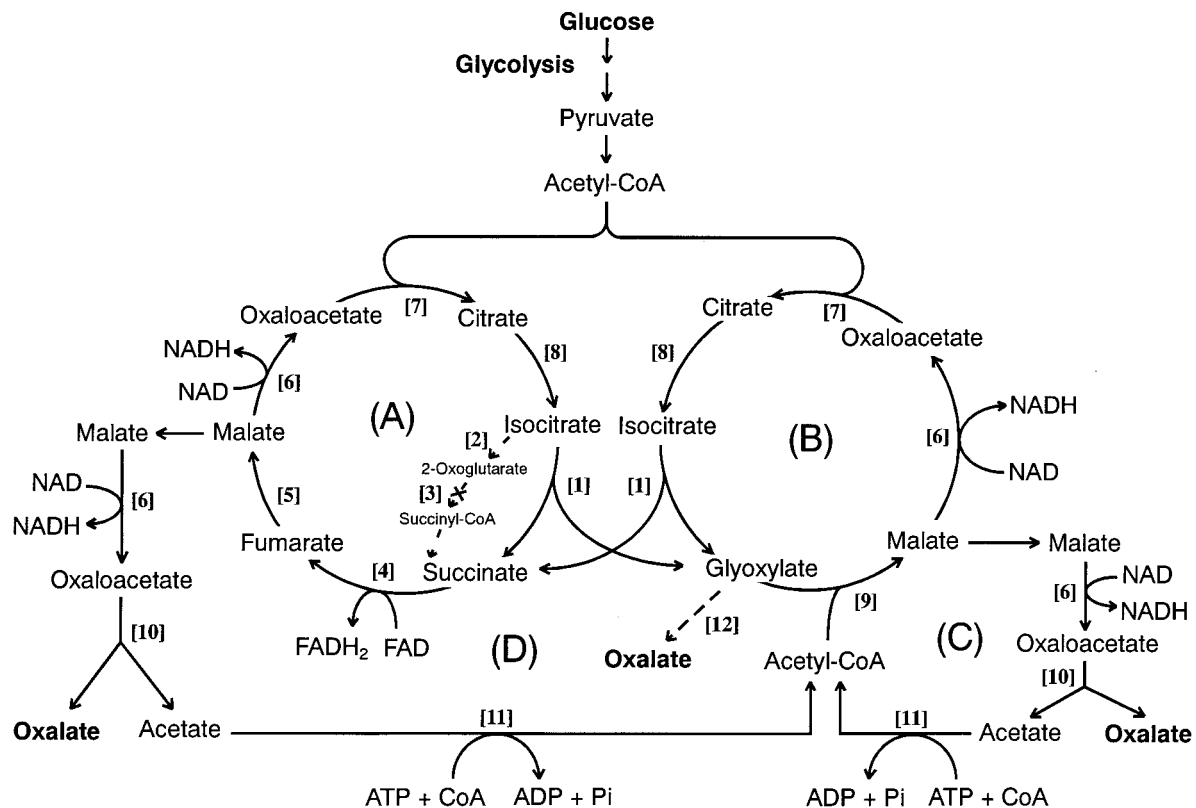 Glucose
Glycolysis
Pyruvate
Acetyl-CoA
Oxaloacetate
[7]
Citrate
Citrate
[7]
Oxaloacetate
NADH
NAD
[6]
[8]
[8]
Malate
Malate
(A)
Isocitrate
Isocitrate
(B)
[6]
NADH
NAD
[2]
2-Oxoglutarate
[3]
Succinyl-CoA
[1]
[1]
NAD
NADH
[6]
[5]
Fumarate
[4]
Succinate
Glyoxylate
Malate
Malate
[9]
Oxaloacetate
FADH2
FAD
(D)
[12]
Oxalate
Acetyl-CoA
(C)
[6]
NAD
NADH
Oxaloacetate
[10]
[10]
Oxalate
Acetate
[11]
[11]
Acetate
Oxalate
ATP + CoA
ADP + Pi
ADP + Pi
ATP + CoA